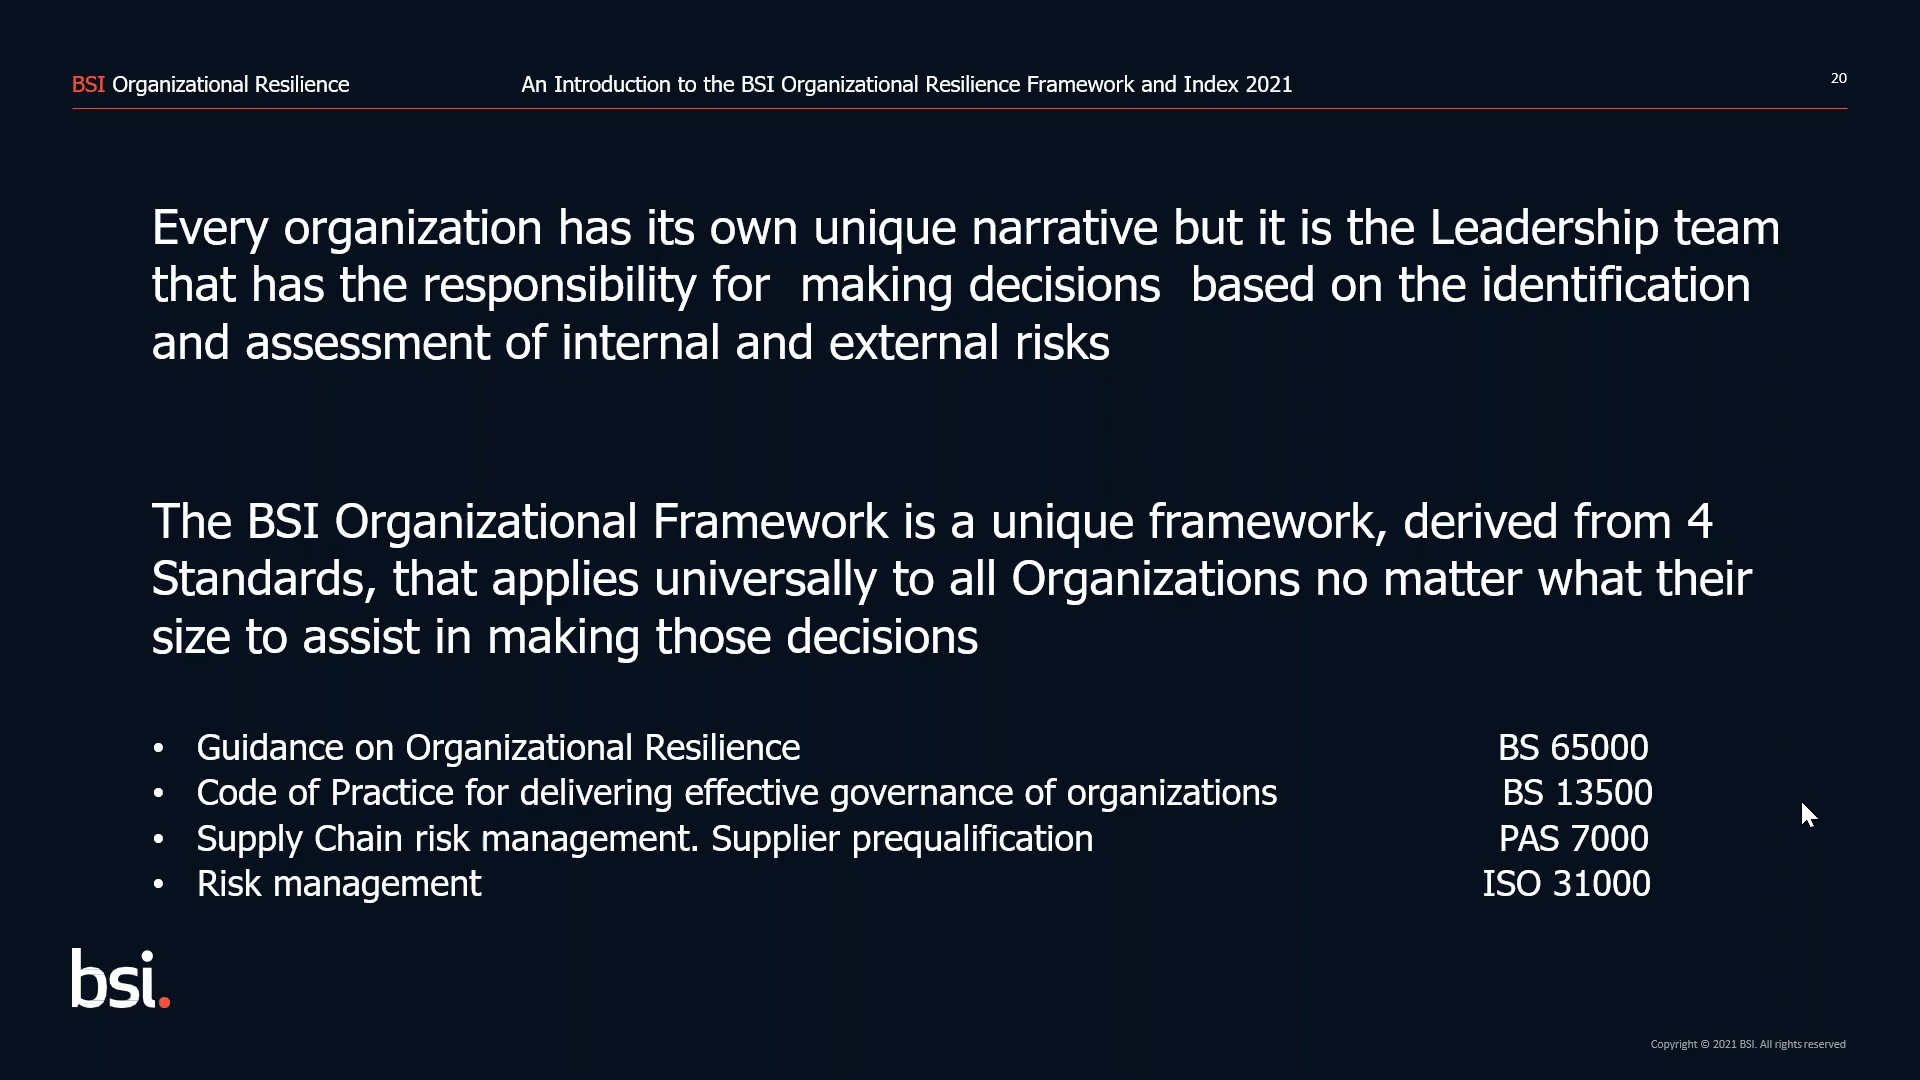 BSI Organizational Resilience An Introduction to the BSI Organizational Resilience Framework and Index 2021 20
Every organization has its own unique narrative but it is the Leadership team
that has the responsibility for  making decisions  based on the identification
and assessment of internal and external risks
The BSI Organizational Framework is a unique framework, derived from 4
Standards, that applies universally to all Organizations no matter what their
size to assist in making those decisions
• Guidance on Organizational Resilience BS 65000
• Code of Practice for delivering effective governance of organizations BS 13500
• Supply Chain risk management. Supplier prequalification PAS 7000
• Risk management ISO 31000
bsi.
Copyright © 2021 BSI. All rights reserved